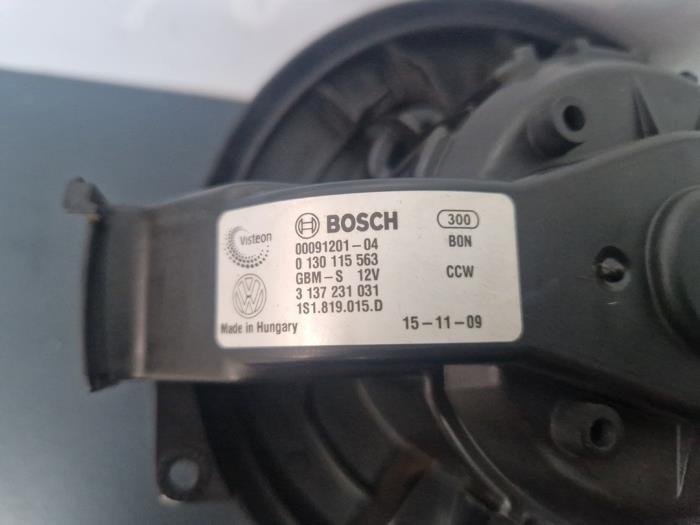 Visteon
BOSCH
300
00091201-04
BON
0 130 115 563
GBM-S 12V
CCW
3 137 231 031
1S1.819.015.D
Made in Hungary
15-11-09